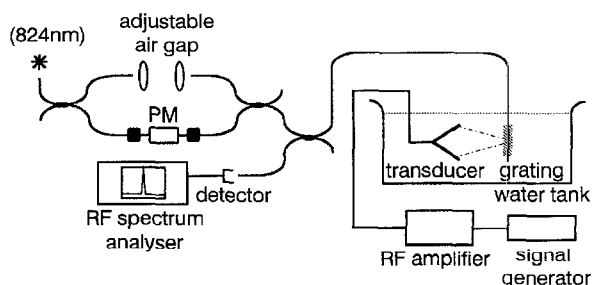 adjustable
air gap
(824nm)
PM
detector
RF spectrum
analyser
transducer
grating
water tank
RF amplifier
signal
generator